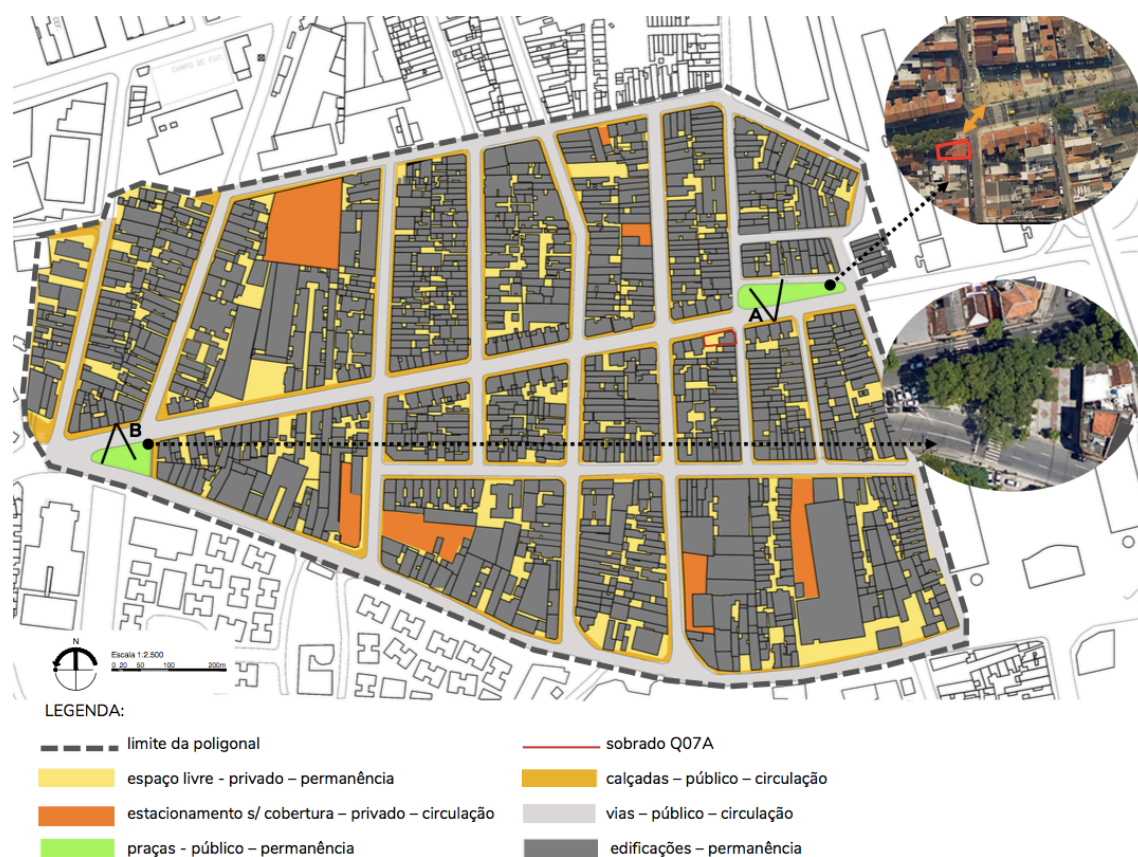 CAMPO DE FUT.
A
B
N
Escala 1:2.500
0 20 50 100 200m
LEGENDA:
limite da poligonal
sobrado Q07A
espaço livre - privado – permanência
calçadas – público – circulação
estacionamento s/ cobertura – privado – circulação
vias – público – circulação
praças - público – permanência
edificações – permanência